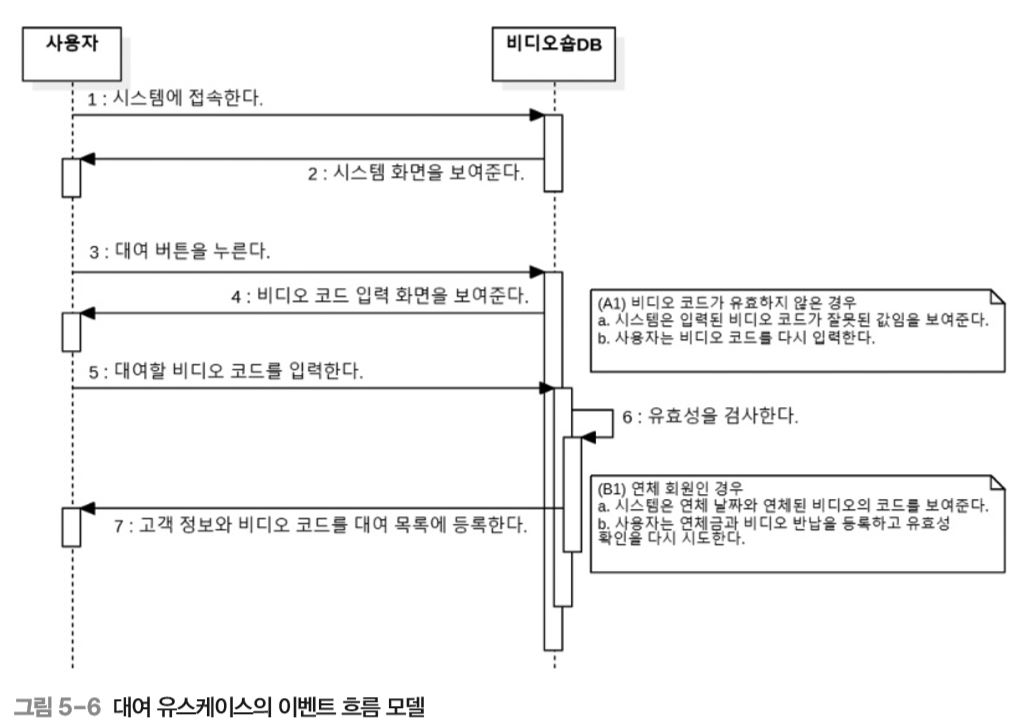 사용자
비디오숍DB
1 : 시스템에 접속한다.
2 : 시스템 화면을 보여준다.
3 : 대여 버튼을 누른다.
4 : 비디오 코드 입력 화면을 보여준다.
(A1) 비디오 코드가 유효하지 않은 경우
a. 시스템은 입력된 비디오 코드가 잘못된 값임을 보여준다.
b. 사용자는 비디오 코드를 다시 입력한다.
5 : 대여할 비디오 코드를 입력한다.
6 : 유효성을 검사한다.
(B1) 연체 회원인 경우
a. 시스템은 연체 날짜와 연체된 비디오의 코드를 보여준다.
b. 사용자는 연체금과 비디오 반납을 등록하고 유효성
확인을 다시 시도한다.
7 : 고객 정보와 비디오 코드를 대여 목록에 등록한다.
그림 5-6 대여 유스케이스의 이벤트 흐름 모델